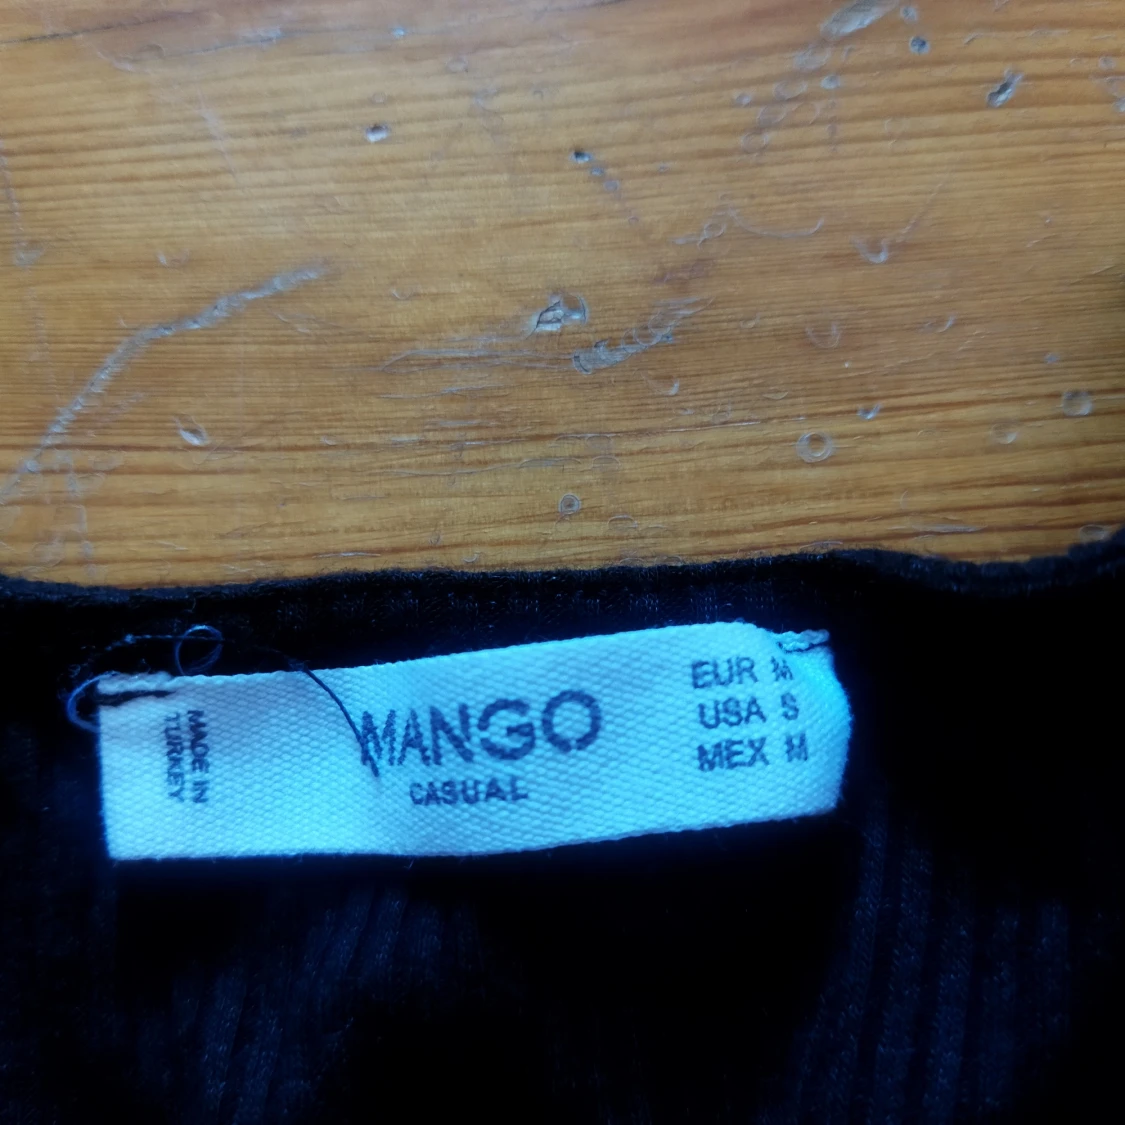 MADE IN
TURKEY
MANGO
CASUAL
EUR M
USA S
MEX M